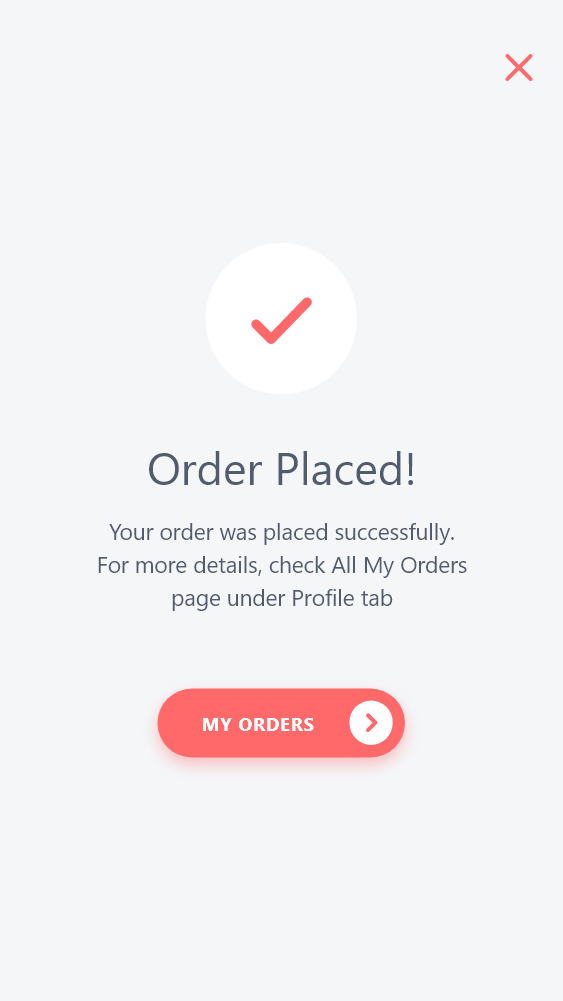 Order Placed!
Your order was placed successfully.
For more details, check All My Orders
page under Profile tab
MY ORDERS